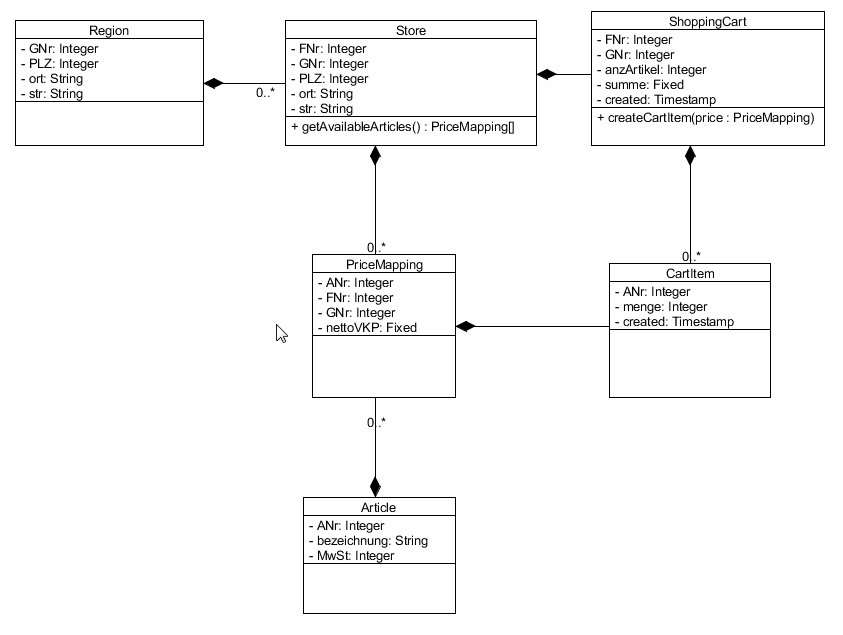 Region
- GNr: Integer
- PLZ: Integer
- ort: String
- str: String
0..*
Store
- FNr: Integer
- GNr: Integer
- PLZ: Integer
- ort: String
- str: String
+ getAvailableArticles() : PriceMapping[]
ShoppingCart
- FNr: Integer
- GNr: Integer
- anzArtikel: Integer
- summe: Fixed
- created: Timestamp
+ createCartItem(price : PriceMapping)
0..*
PriceMapping
- ANr: Integer
- FNr: Integer
- GNr: Integer
- nettoVKP: Fixed
0..*
CartItem
- ANr: Integer
- menge: Integer
- created: Timestamp
0..*
Article
- ANr: Integer
- bezeichnung: String
- MwSt: Integer